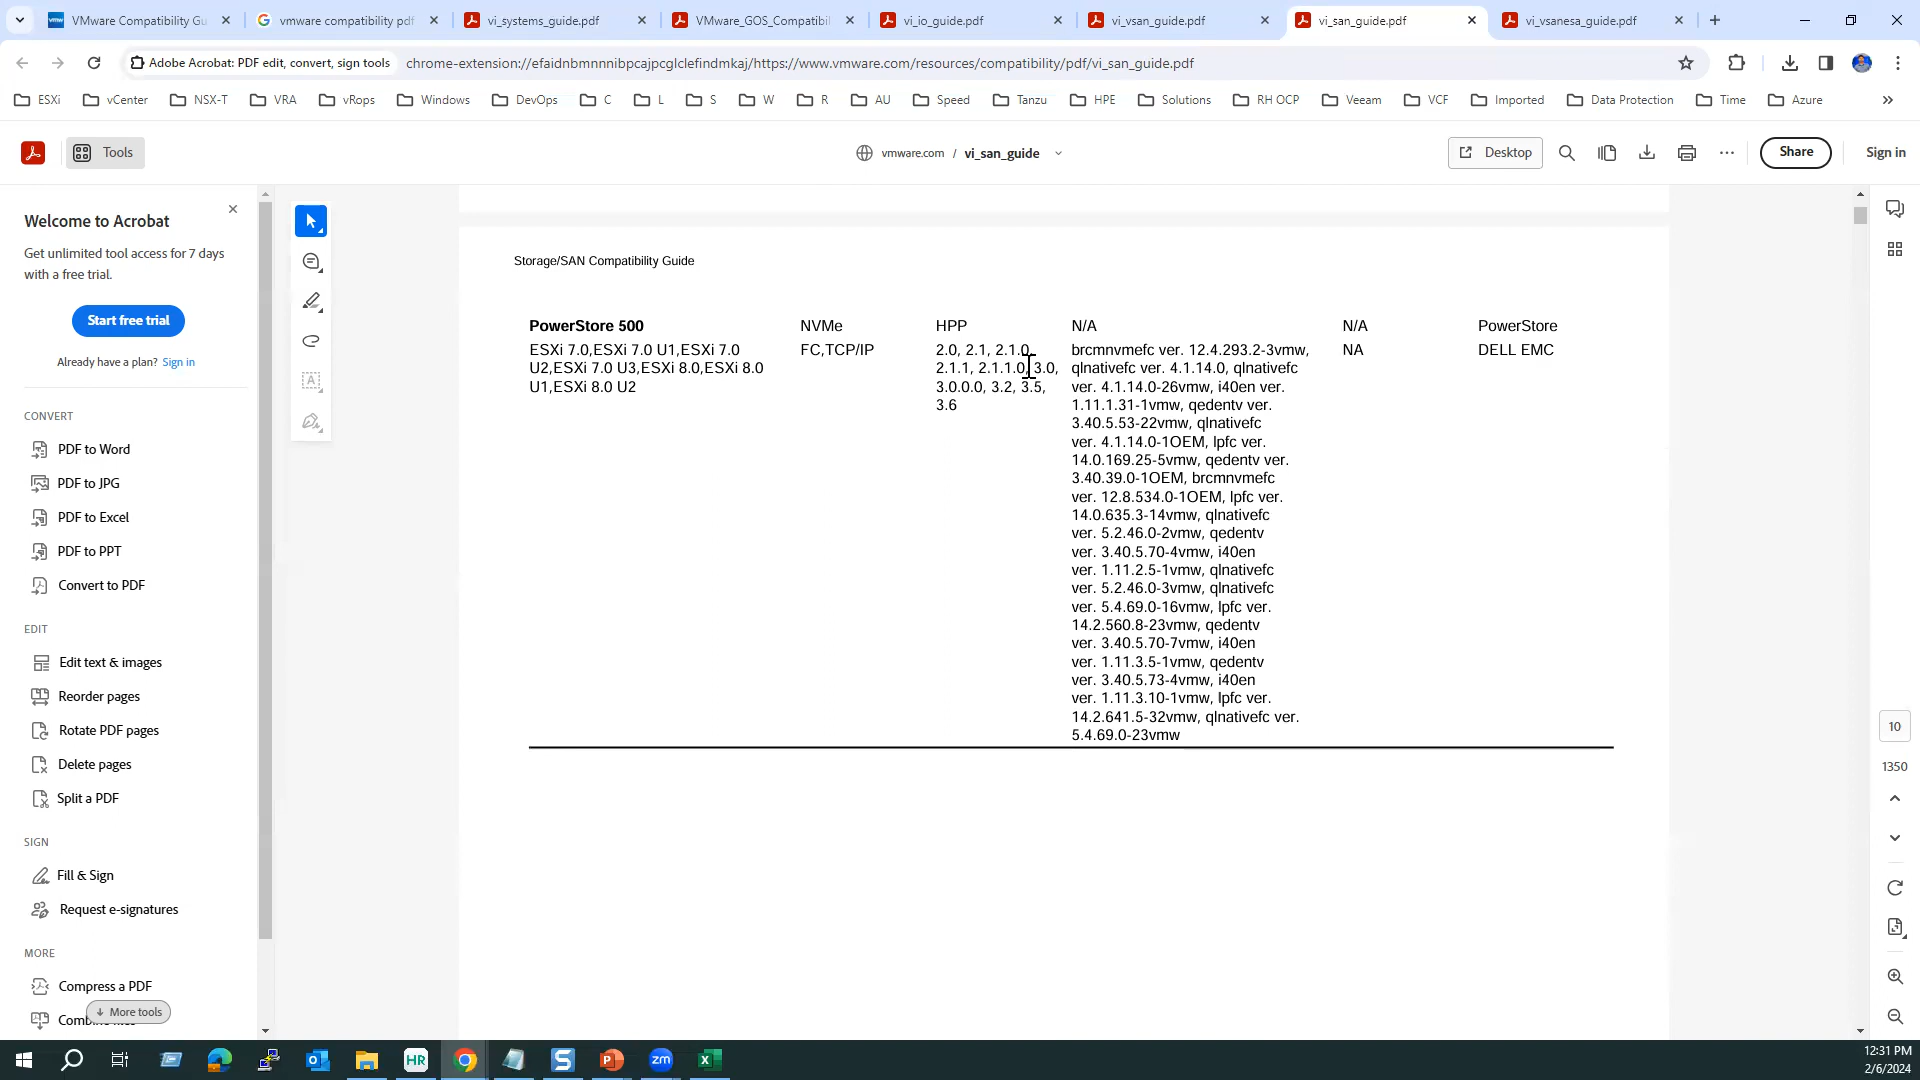 VMware Compatibility Gu
vmware compatibility pdf
vi_systems_guide.pdf
VMware_GOS_Compatibil
vi_io_guide.pdf
vi_vsan_guide.pdf
vi_san_guide.pdf
vi_vsanesa_guide.pdf
Adobe Acrobat: PDF edit, convert, sign tools
chrome-extension://efaidnbmnnnibpcajpcglclefindmkaj/https://www.vmware.com/resources/compatibility/pdf/vi_san_guide.pdf
ESXi
vCenter
NSX-T
VRA
vRops
Windows
DevOps
C
L
S
W
R
AU
Speed
Tanzu
HPE
Solutions
RH OCP
Veeam
VCF
Imported
Data Protection
Time
Azure
Tools
vmware.com / vi_san_guide
Desktop
Share
Sign in
Welcome to Acrobat
Get unlimited tool access for 7 days
with a free trial.
Start free trial
Already have a plan? Sign in
CONVERT
PDF to Word
PDF to JPG
PDF to Excel
PDF to PPT
Convert to PDF
EDIT
Edit text & images
Reorder pages
Rotate PDF pages
Delete pages
Split a PDF
SIGN
Fill & Sign
Request e-signatures
MORE
Compress a PDF
More tools
Storage/SAN Compatibility Guide
PowerStore 500
ESXi 7.0,ESXi 7.0 U1,ESXi 7.0
U2,ESXi 7.0 U3,ESXi 8.0,ESXi 8.0
U1,ESXi 8.0 U2
NVMe
FC,TCP/IP
HPP
2.0, 2.1, 2.1.0,
2.1.1, 2.1.1.0, 3.0,
3.0.0.0, 3.2, 3.5,
3.6
N/A
brcmnvmefc ver. 12.4.293.2-3vmw,
qlnativefc ver. 4.1.14.0, qlnativefc
ver. 4.1.14.0-26vmw, i40en ver.
1.11.1.31-1vmw, qedentv ver.
3.40.5.53-22vmw, qlnativefc
ver. 4.1.14.0-1OEM, lpfc ver.
14.0.169.25-5vmw, qedentv ver.
3.40.39.0-1OEM, brcmnvmefc
ver. 12.8.534.0-1OEM, lpfc ver.
14.0.635.3-14vmw, qlnativefc
ver. 5.2.46.0-2vmw, qedentv
ver. 3.40.5.70-4vmw, i40en
ver. 1.11.2.5-1vmw, qlnativefc
ver. 5.2.46.0-3vmw, qlnativefc
ver. 5.4.69.0-16vmw, lpfc ver.
14.2.560.8-23vmw, qedentv
ver. 3.40.5.70-7vmw, i40en
ver. 1.11.3.5-1vmw, qedentv
ver. 3.40.5.73-4vmw, i40en
ver. 1.11.3.10-1vmw, lpfc ver.
14.2.641.5-32vmw, qlnativefc ver.
5.4.69.0-23vmw
N/A
NA
PowerStore
DELL EMC
10
1350
HR
zm
12:31 PM
2/6/2024